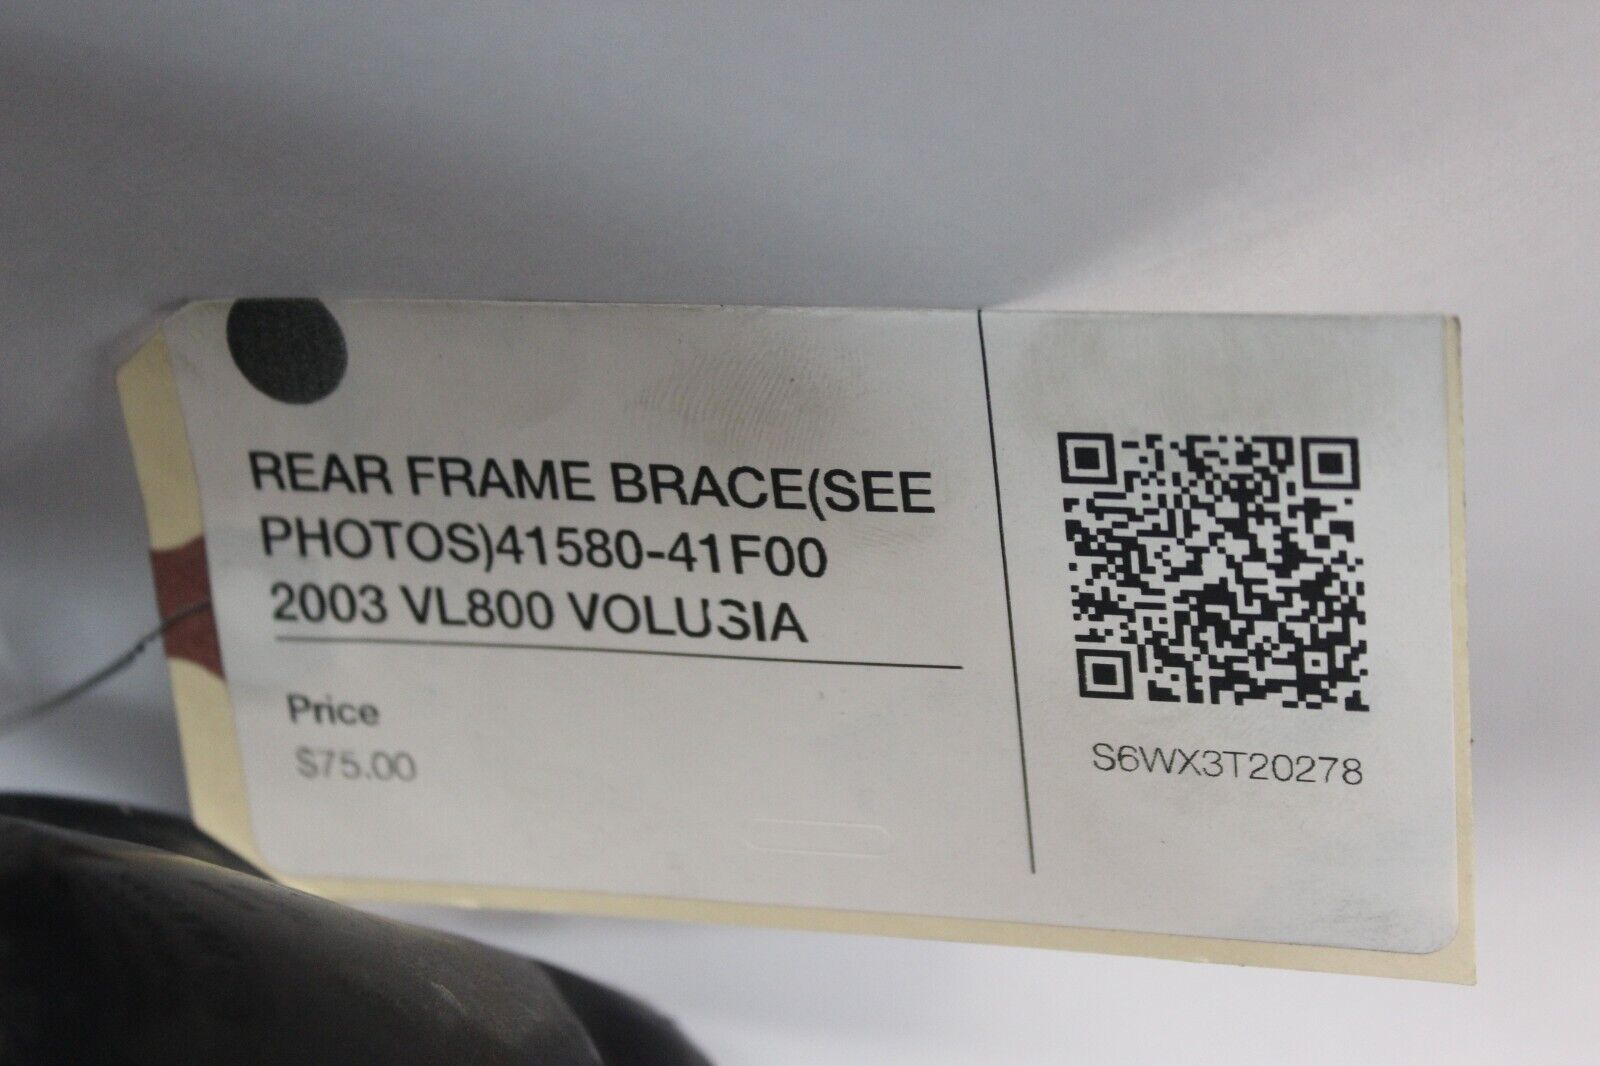 REAR FRAME BRACE(SEE
PHOTOS)41580-41F00
2003 VL800 VOLUSIA
Price
$75.00
S6WX3T20278